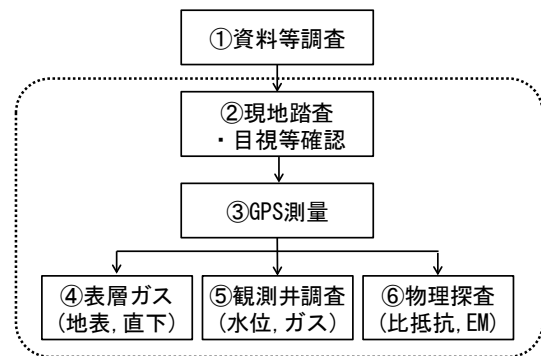 ①資料等調査
②現地踏査
・目視等確認
③GPS測量
④表層ガス
(地表,直下)
⑤観測井調査
(水位,ガス)
⑥物理探査
(比抵抗,EM)